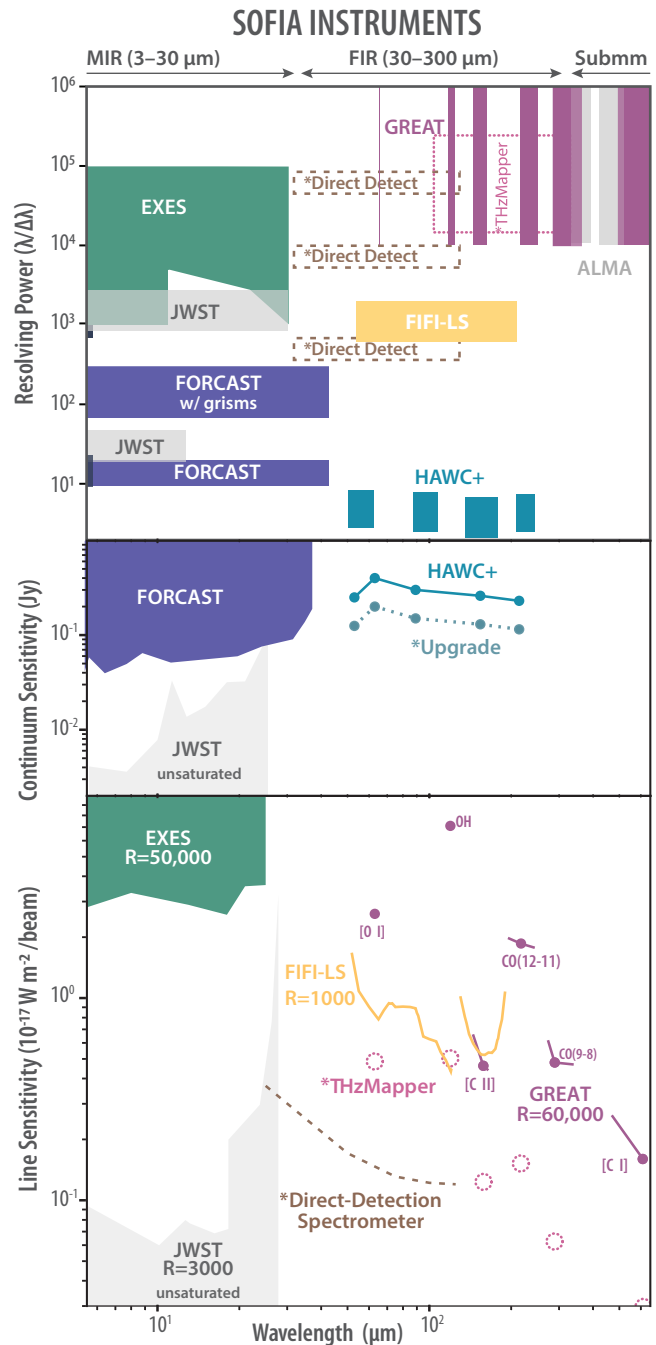 SOFIA INSTRUMENTS
MIR (3–30 µm)
FIR (30–300 µm)
Submm
Resolving Power (λ/Δλ)
10⁶
10⁵
10⁴
10³
10²
10¹
GREAT
*Direct Detect
*THzMapper
EXES
*Direct Detect
ALMA
JWST
FIFI-LS
*Direct Detect
FORCAST
w/ grisms
JWST
FORCAST
HAWC+
Continuum Sensitivity (Jy)
10⁻¹
10⁻²
FORCAST
HAWC+
*Upgrade
JWST
unsaturated
Line Sensitivity (10⁻¹⁷ W m⁻² /beam)
10⁰
10⁻¹
EXES
R=50,000
OH
[O I]
CO(12-11)
FIFI-LS
R=1000
CO(9-8)
*THzMapper
[C II]
GREAT
R=60,000
[C I]
*Direct-Detection
Spectrometer
JWST
R=3000
unsaturated
10¹
10²
Wavelength (µm)